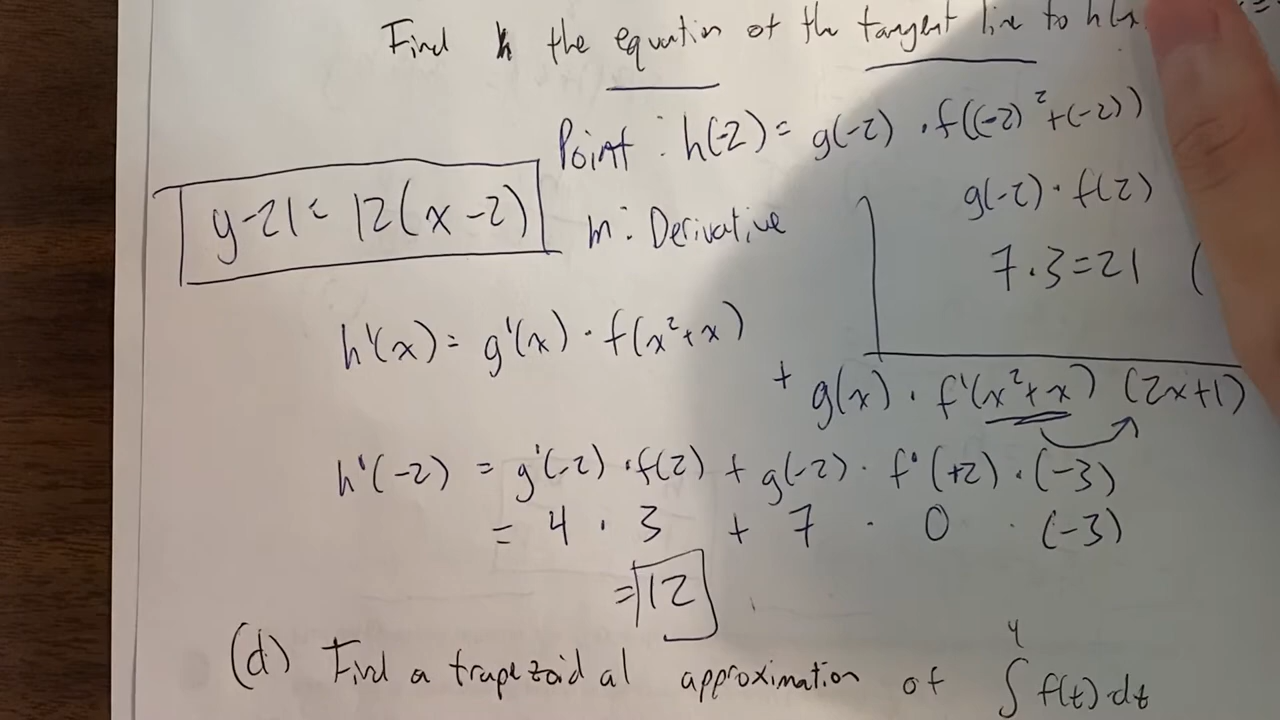 Find the equation of the tangent line to h(x
Point : h(-2) = g(-2) · f((-2)²+(-2))
g(-2) · f(2)
y-21 = 12(x-2)
m: Derivative
7·3=21 (
h'(x) = g'(x) · f(x²+x)
+ g(x) · f'(x²+x) (2x+1)
h'(-2) = g'(-2) · f(2) + g(-2) · f'(+2) · (-3)
= 4 · 3 + 7 · 0 · (-3)
= 12
(d) Find a trapezoidal approximation of ∫⁴ f(t)·dt